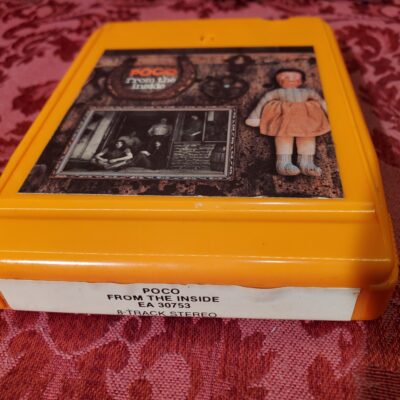 POCO
From the
Inside
POCO
FROM THE INSIDE
EA 30753
8-TRACK STEREO